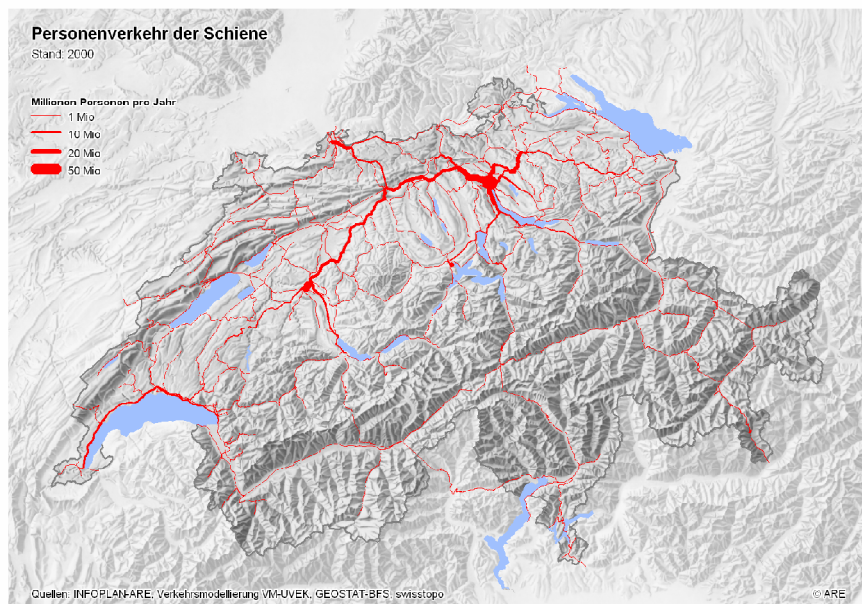 Personenverkehr der Schiene
Stand: 2000
Millionen Personen pro Jahr
1 Mio
10 Mio
20 Mio
50 Mio
Quellen: INFOPLAN-ARE, Verkehrsmodellierung VM-UVEK, GEOSTAT-BFS, swisstopo
© ARE